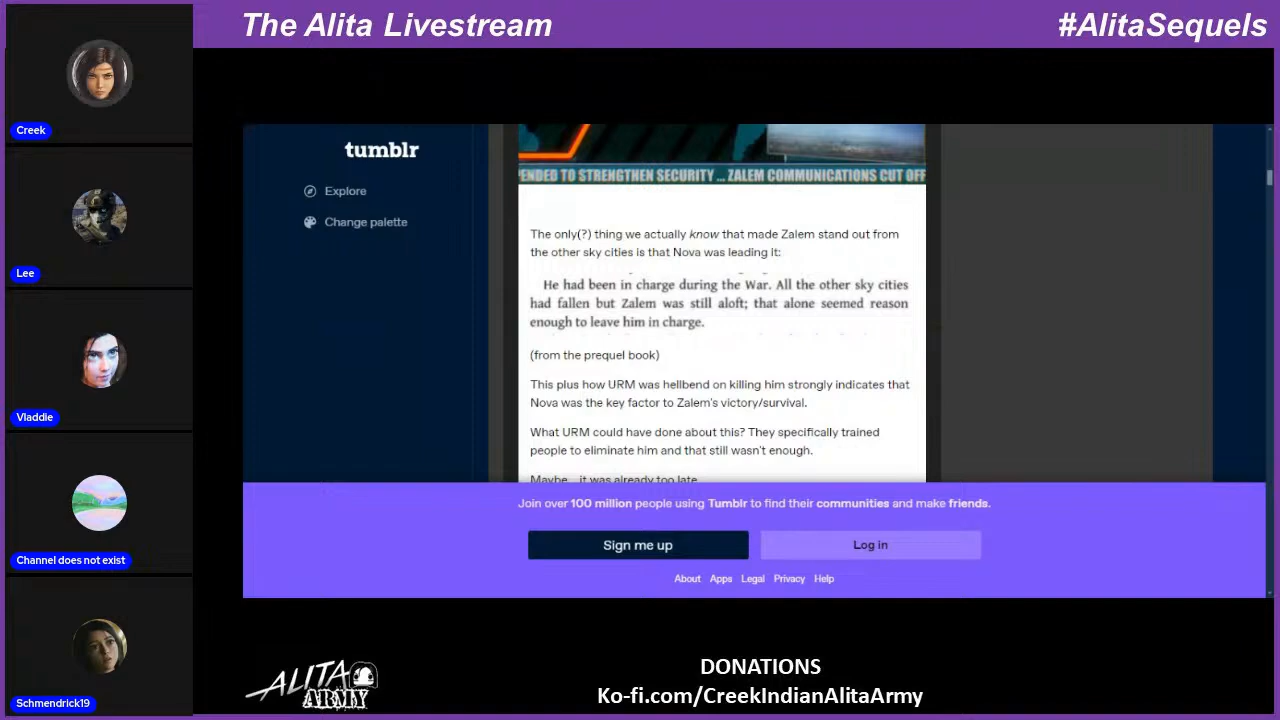 The Alita Livestream
#AlitaSequels
Creek
Lee
Vladdie
Channel does not exist
Schmendrick19
tumblr
Explore
Change palette
ENDED TO STRENGTHEN SECURITY ... ZALEM COMMUNICATIONS CUT OFF
The only(?) thing we actually know that made Zalem stand out from
the other sky cities is that Nova was leading it:
He had been in charge during the War. All the other sky cities
had fallen but Zalem was still aloft; that alone seemed reason
enough to leave him in charge.
(from the prequel book)
This plus how URM was hellbend on killing him strongly indicates that
Nova was the key factor to Zalem's victory/survival.
What URM could have done about this? They specifically trained
people to eliminate him and that still wasn't enough.
Maybe... it was already too late
Join over 100 million people using Tumblr to find their communities and make friends.
Sign me up
Log in
About Apps Legal Privacy Help
ALITA
ARMY
DONATIONS
Ko-fi.com/CreekIndianAlitaArmy